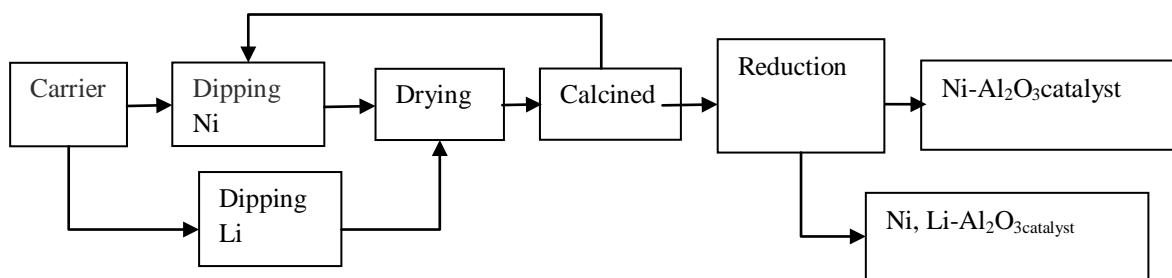 Carrier
Dipping
Ni
Drying
Calcined
Reduction
Ni-Al₂O₃catalyst
Dipping
Li
Ni, Li-Al₂O₃catalyst